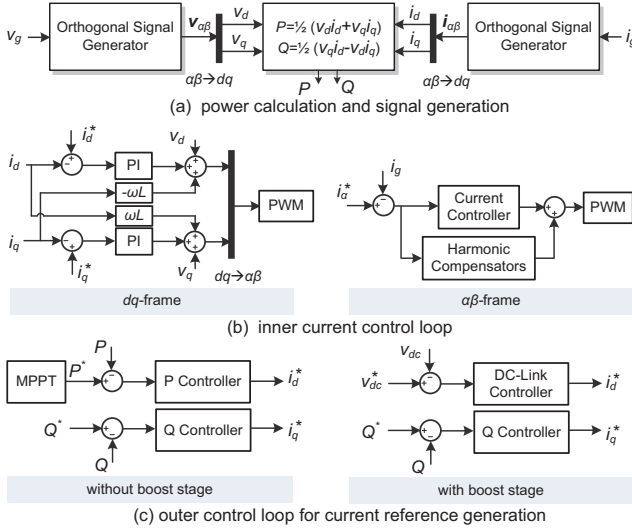 v_g
Orthogonal Signal Generator
v_αβ
αβ→dq
v_d
v_q
P=½ (v_d i_d+v_q i_q)
Q=½ (v_q i_d-v_d i_q)
P
Q
i_d
i_q
αβ→dq
i_αβ
Orthogonal Signal Generator
i_g
(a) power calculation and signal generation
i_d
i_d*
PI
v_d
-ωL
ωL
i_q
PI
i_q*
v_q
dq→αβ
PWM
dq-frame
i_α*
i_g
Current Controller
Harmonic Compensators
PWM
αβ-frame
(b) inner current control loop
MPPT
P*
P
P Controller
i_d*
Q*
Q
Q Controller
i_q*
without boost stage
v_dc
v_dc*
DC-Link Controller
i_d*
Q*
Q
Q Controller
i_q*
with boost stage
(c) outer control loop for current reference generation